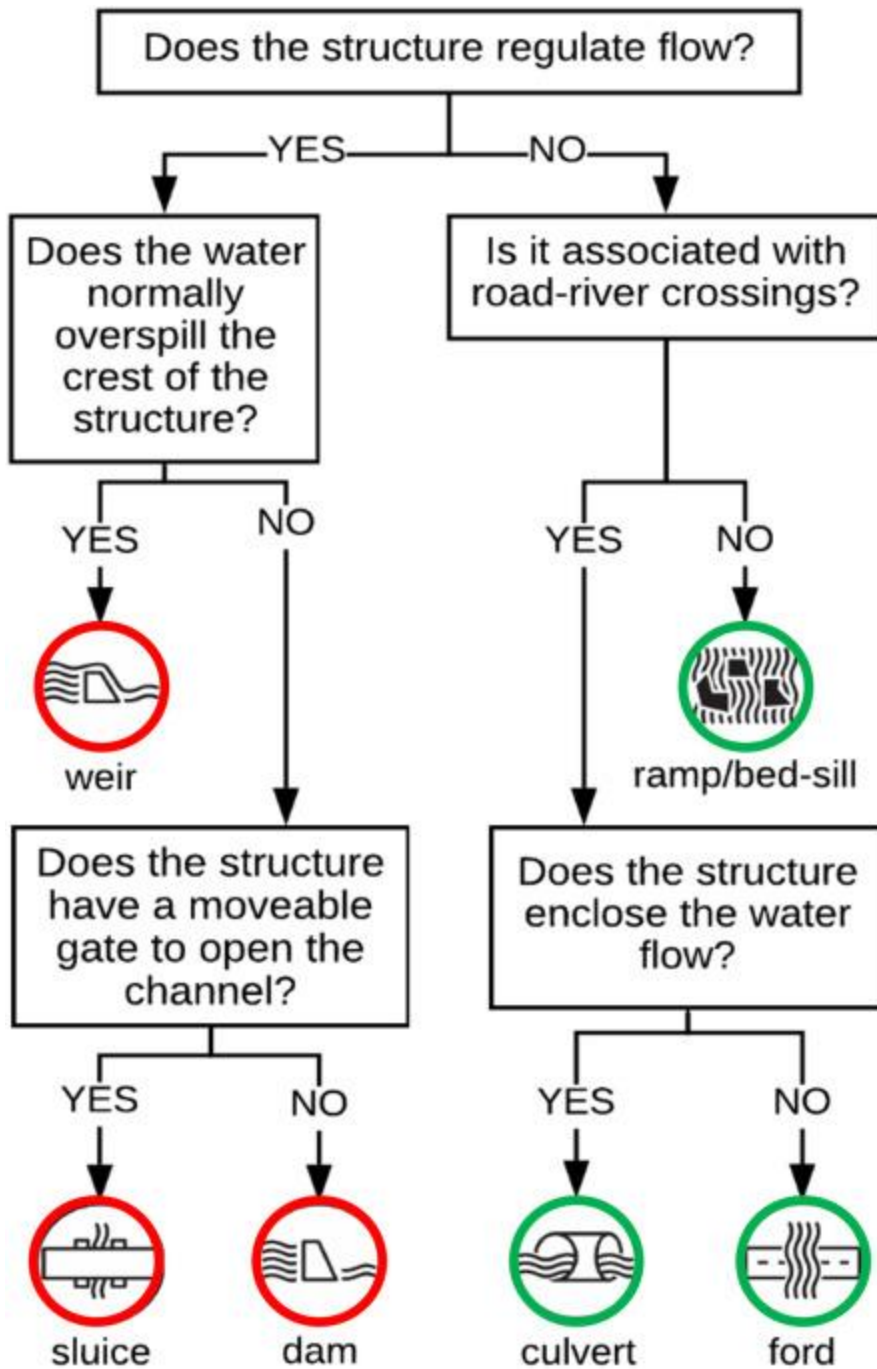 Does the structure regulate flow?
YES
NO
Does the water
normally
overspill the
crest of the
structure?
Is it associated with
road-river crossings?
YES
NO
YES
NO
weir
ramp/bed-sill
Does the structure
have a moveable
gate to open the
channel?
Does the structure
enclose the water
flow?
YES
NO
YES
NO
sluice
dam
culvert
ford